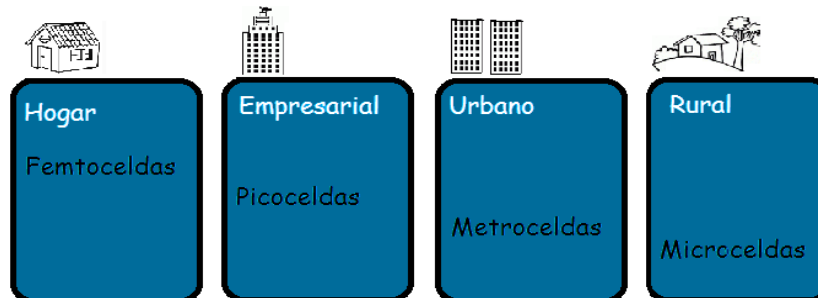 Hogar
Femtoceldas
Empresarial
Picoceldas
Urbano
Metroceldas
Rural
Microceldas